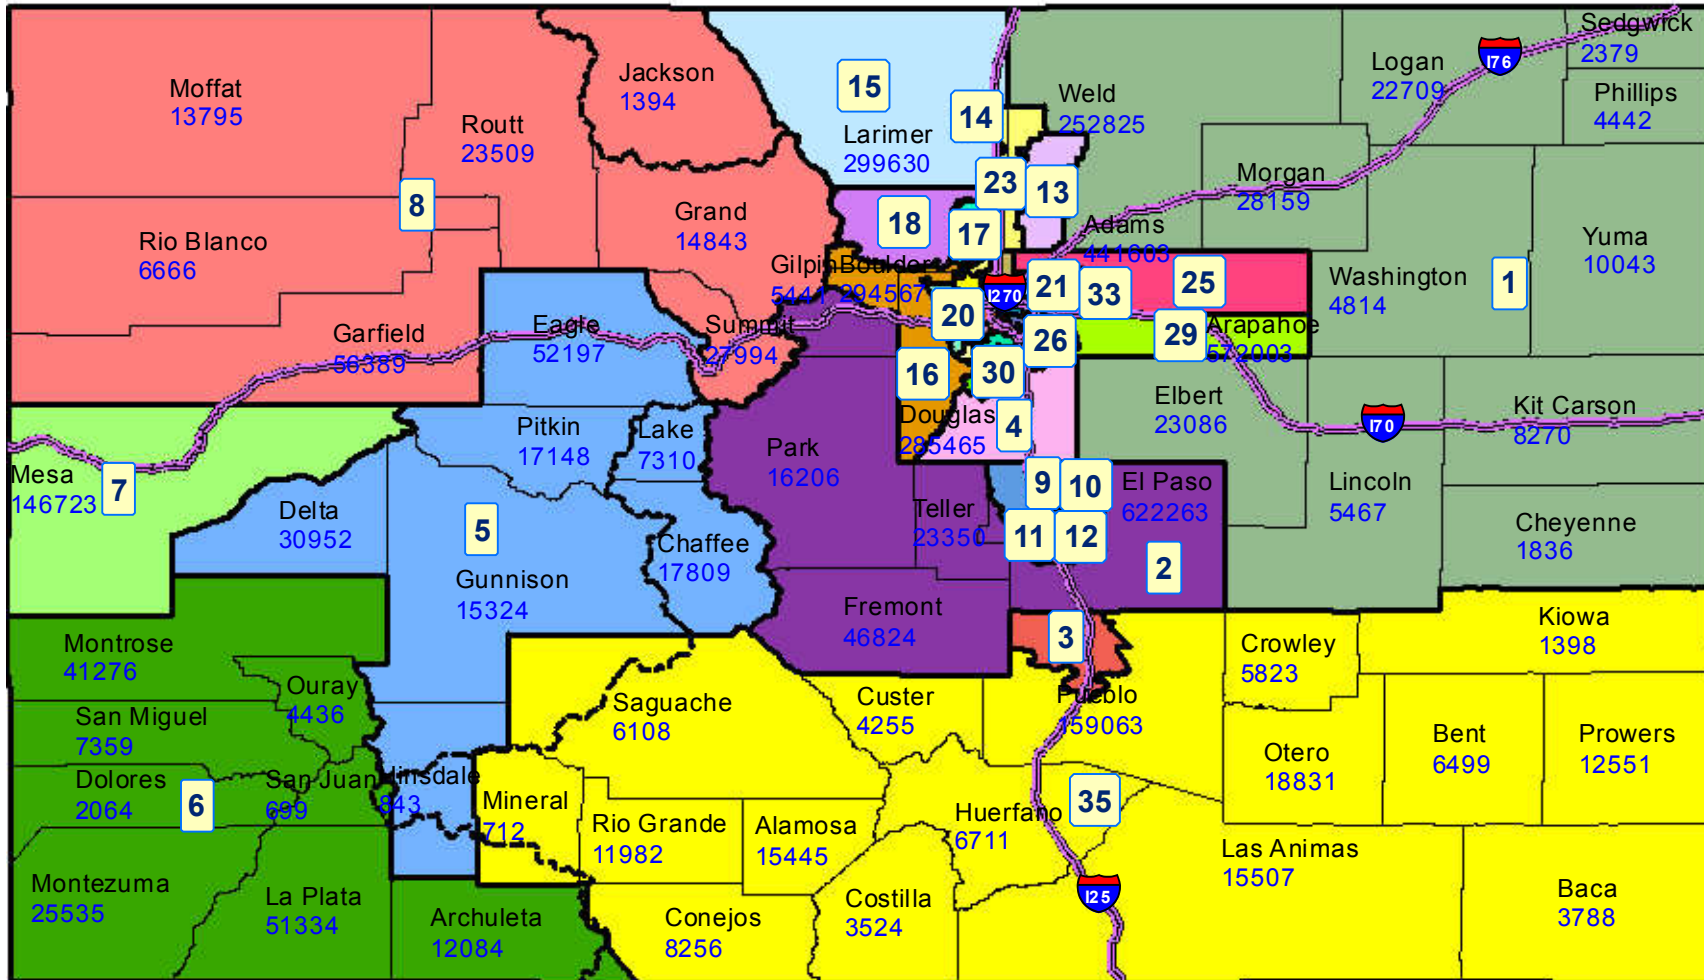 Moffat
13795
Routt
23509
Jackson
1394
15
Larimer
299630
14
Weld
252825
Logan
22709
I76
Sedgwick
2379
Phillips
4442
8
Rio Blanco
6666
Grand
14843
18
23
13
17
Morgan
28159
Adams
441603
Yuma
10043
Washington
4814
1
Gilpin
5441
Boulder
294567
I270
21
33
25
20
26
29
Arapahoe
572003
Garfield
56389
Eagle
52197
Summit
27994
16
30
Douglas
285465
4
Elbert
23086
I70
Kit Carson
8270
Mesa
146723
7
Pitkin
17148
Lake
7310
Park
16206
Delta
30952
5
Gunnison
15324
Chaffee
17809
Teller
23350
9
10
11
12
El Paso
622263
2
Lincoln
5467
Cheyenne
1836
Fremont
46824
3
Montrose
41276
Ouray
4436
San Miguel
7359
Dolores
2064
6
San Juan
699
Hinsdale
843
Saguache
6108
Custer
4255
Pueblo
159063
Crowley
5823
Kiowa
1398
Otero
18831
Bent
6499
Prowers
12551
Mineral
712
Rio Grande
11982
Alamosa
15445
Huerfano
6711
35
Las Animas
15507
Montezuma
25535
La Plata
51334
Archuleta
12084
Conejos
8256
Costilla
3524
I25
Baca
3788